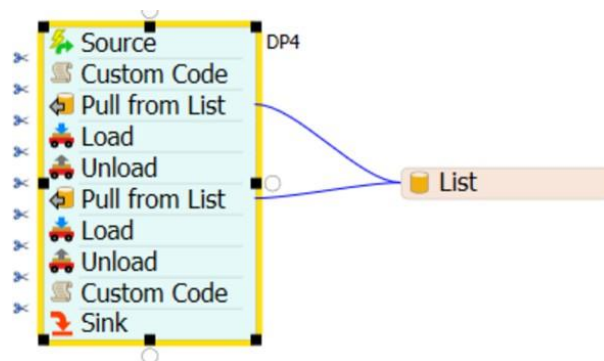 Source
DP4
Custom Code
Pull from List
Load
Unload
Pull from List
Load
Unload
Custom Code
Sink
List